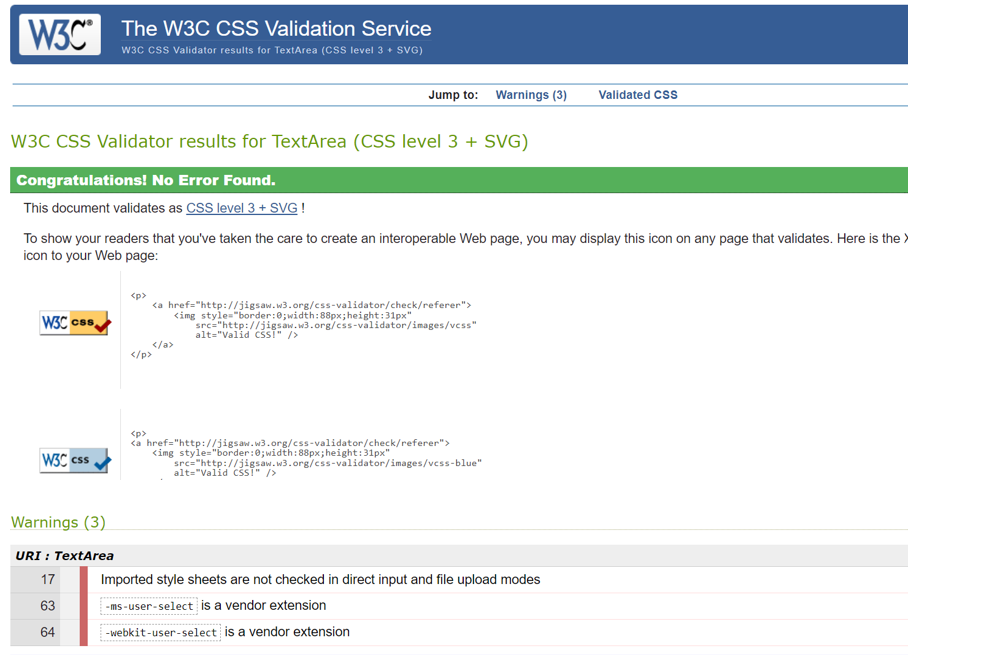 W3C®
The W3C CSS Validation Service
W3C CSS Validator results for TextArea (CSS level 3 + SVG)
Jump to: Warnings (3) Validated CSS
W3C CSS Validator results for TextArea (CSS level 3 + SVG)
Congratulations! No Error Found.
This document validates as CSS level 3 + SVG !
To show your readers that you've taken the care to create an interoperable Web page, you may display this icon on any page that validates. Here is the
icon to your Web page:
<p>
<a href="http://jigsaw.w3.org/css-validator/check/referer">
<img style="border:0;width:88px;height:31px"
W3C css
src="http://jigsaw.w3.org/css-validator/images/vcss"
alt="Valid CSS!" />
</a>
</p>
<p>
<a href="http://jigsaw.w3.org/css-validator/check/referer">
<img style="border:0;width:88px;height:31px"
W3C css
src="http://jigsaw.w3.org/css-validator/images/vcss-blue"
alt="Valid CSS!" />
Warnings (3)
URI : TextArea
17 Imported style sheets are not checked in direct input and file upload modes
63 -ms-user-select is a vendor extension
64 -webkit-user-select is a vendor extension